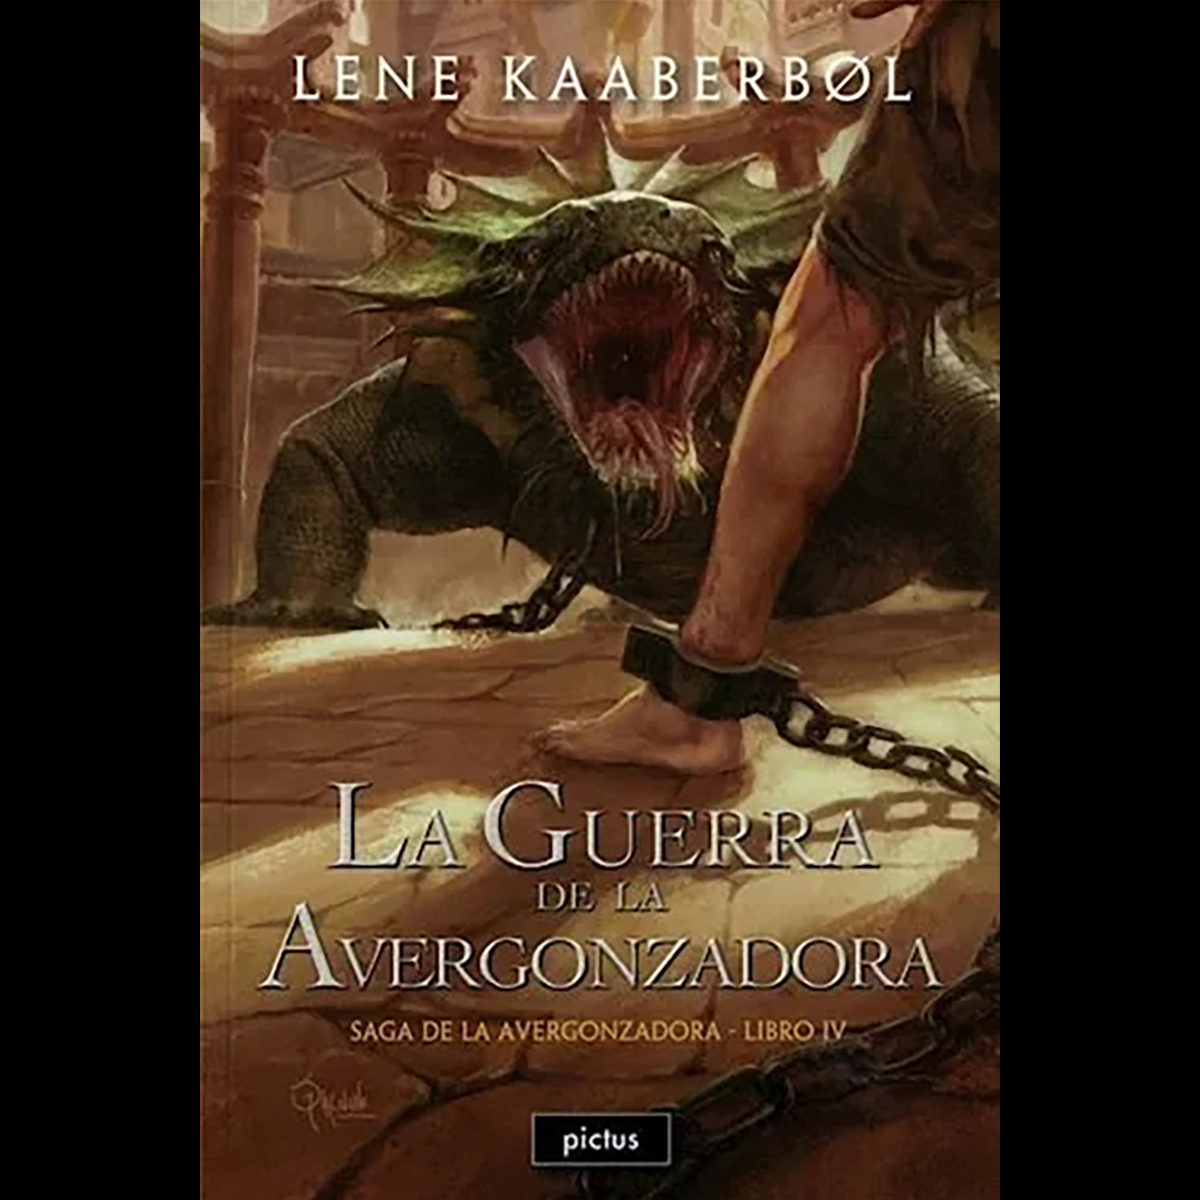 LENE KAABERBØL
LA GUERRA
DE LA
AVERGONZADORA
SAGA DE LA AVERGONZADORA - LIBRO IV
pictus